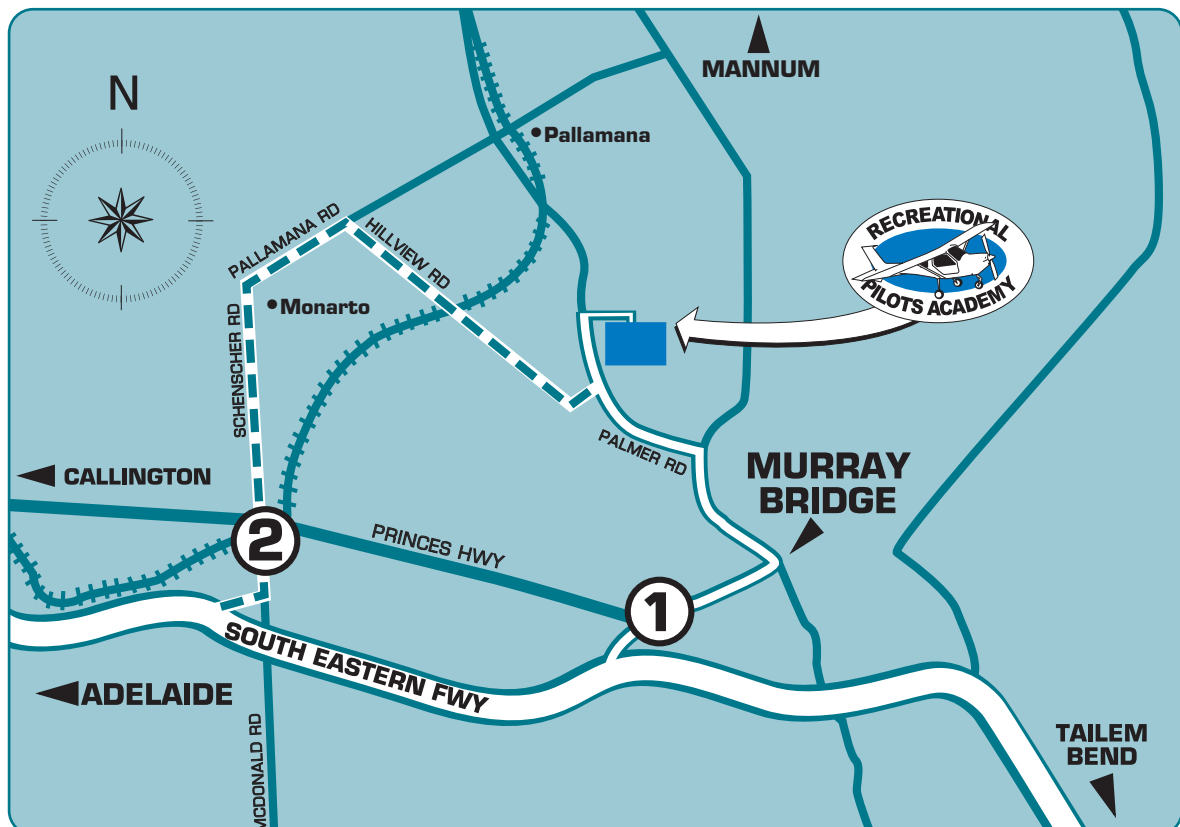 MANNUM
N
Pallamana
RECREATIONAL
PILOTS ACADEMY
PALLAMANA RD
HILLVIEW RD
Monarto
SCHENSCHER RD
PALMER RD
CALLINGTON
MURRAY
BRIDGE
2
PRINCES HWY
1
SOUTH EASTERN FWY
ADELAIDE
MCDONALD RD
TAILEM
BEND